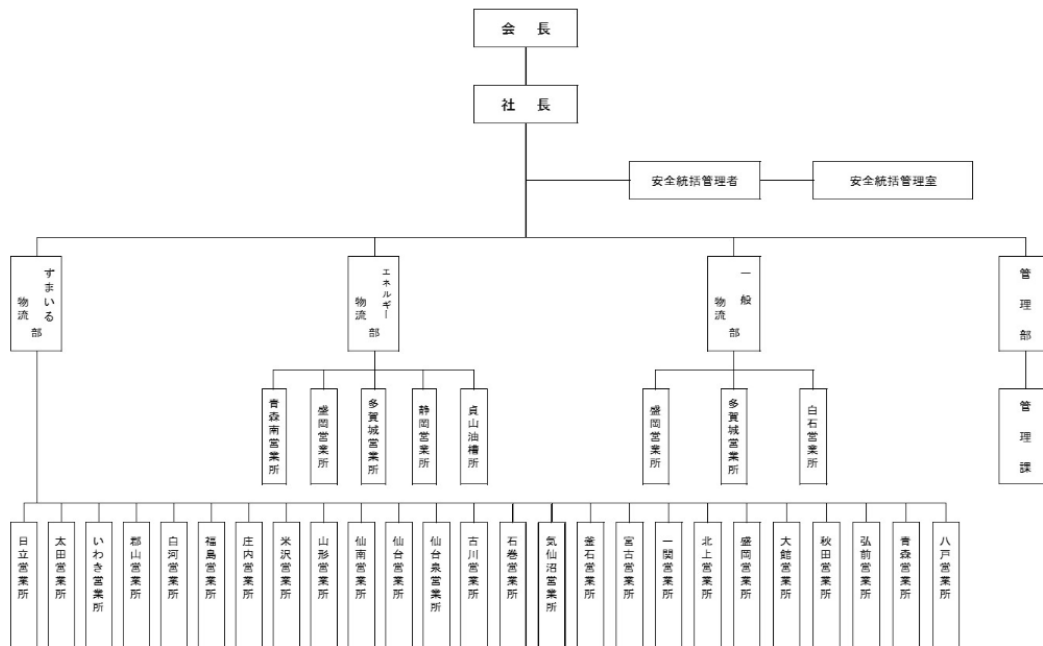 会長
社長
安全統括管理者
安全統括管理室
すまいる
物流
部
エネルギー
物流
部
一般
物流
部
管理部
青森南営業所
盛岡営業所
多賀城営業所
静岡営業所
貞山油槽所
盛岡営業所
多賀城営業所
白石営業所
管理課
日立営業所
太田営業所
いわき営業所
郡山営業所
白河営業所
福島営業所
庄内営業所
米沢営業所
山形営業所
仙南営業所
仙台営業所
仙台泉営業所
古川営業所
石巻営業所
気仙沼営業所
釜石営業所
宮古営業所
一関営業所
北上営業所
盛岡営業所
大館営業所
秋田営業所
弘前営業所
青森営業所
八戸営業所